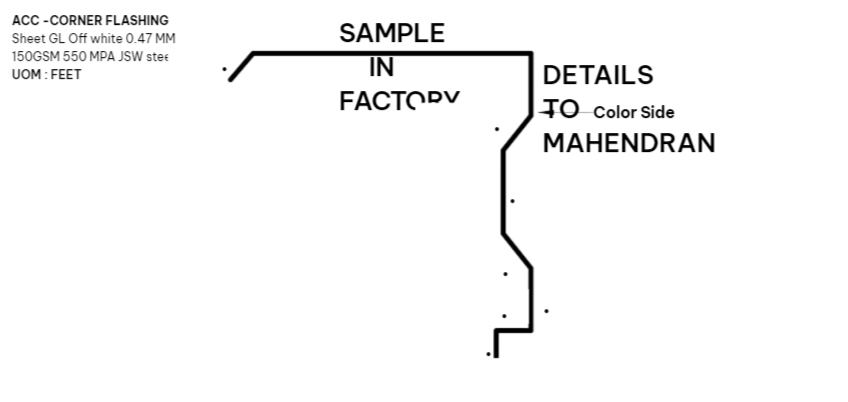 ACC -CORNER FLASHING
Sheet GL Off white 0.47 MM
150GSM 550 MPA JSW stee
UOM : FEET
SAMPLE
IN
FACTORY
DETAILS
TO
Color Side
MAHENDRAN